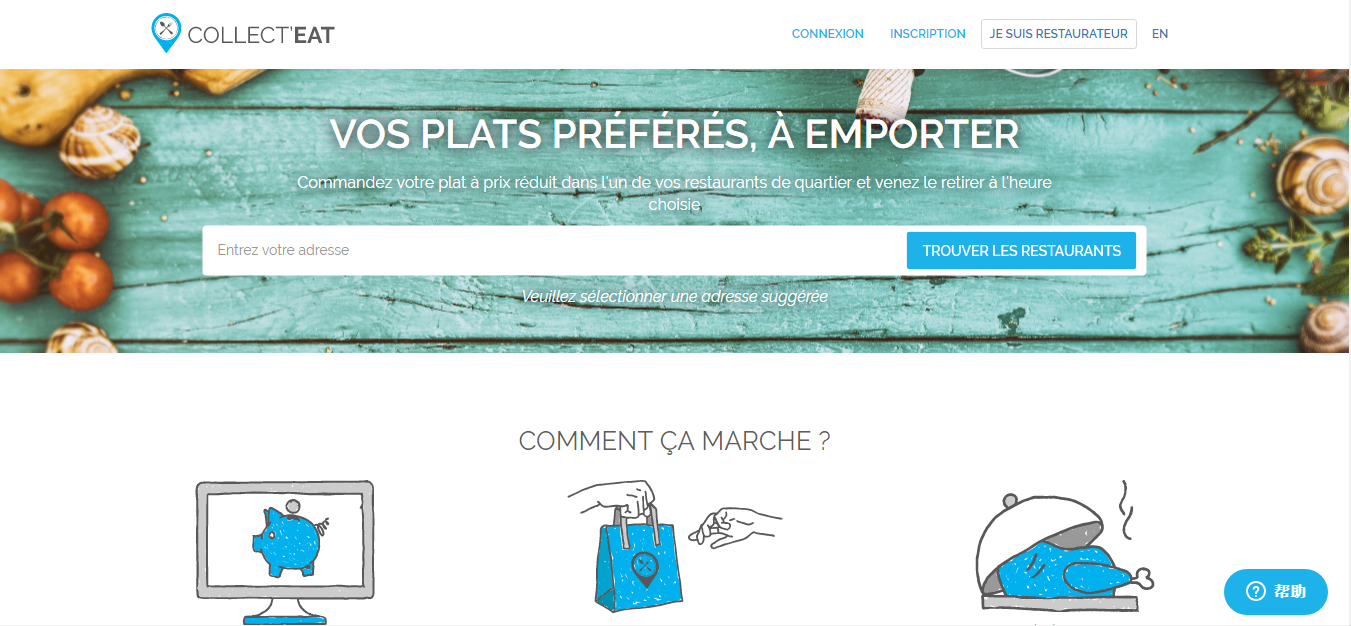 COLLECT'EAT
CONNEXION
INSCRIPTION
JE SUIS RESTAURATEUR
EN
VOS PLATS PRÉFÉRÉS, À EMPORTER
Commandez votre plat à prix réduit dans l'un de vos restaurants de quartier et venez le retirer à l'heure
choisie.
Entrez votre adresse
TROUVER LES RESTAURANTS
Veuillez sélectionner une adresse suggérée
COMMENT ÇA MARCHE ?
帮助